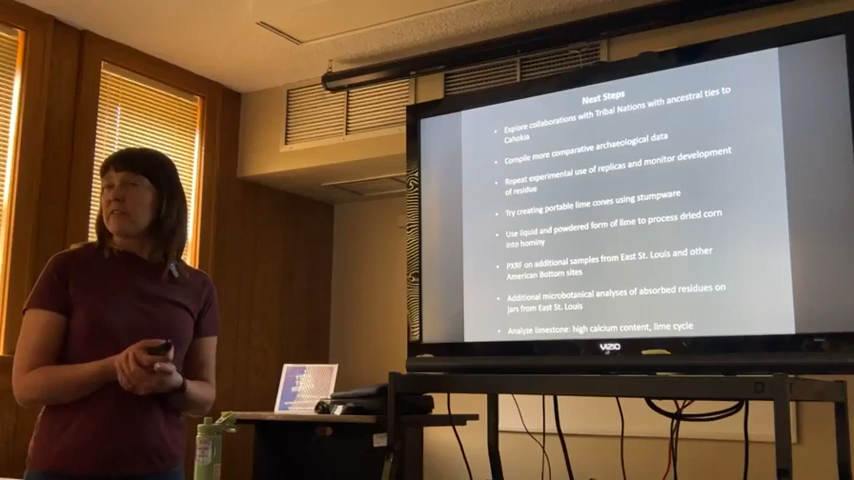 Next Steps
• Explore collaborations with Tribal Nations with ancestral ties to
Cahokia
• Compile more comparative archaeological data
• Repeat experimental use of replicas and monitor development
of residue
• Try creating portable lime cones using stumpware
• Use liquid and powdered form of lime to process dried corn
into hominy
• PXRF on additional samples from East St. Louis and other
American Bottom sites
• Additional microbotanical analyses of absorbed residues on
jars from East St. Louis
• Analyze limestone: high calcium content, lime cycle
VIZIO